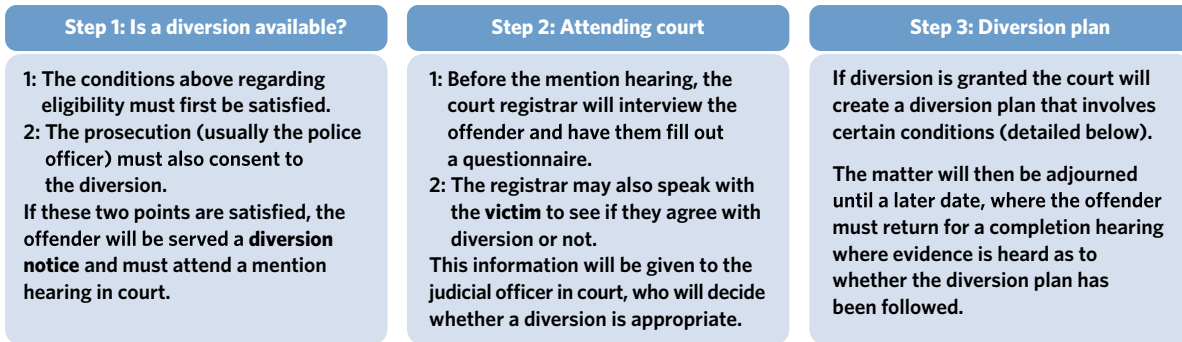 Step 1: Is a diversion available?
1: The conditions above regarding
eligibility must first be satisfied.
2: The prosecution (usually the police
officer) must also consent to
the diversion.
If these two points are satisfied, the
offender will be served a diversion
notice and must attend a mention
hearing in court.
Step 2: Attending court
1: Before the mention hearing, the
court registrar will interview the
offender and have them fill out
a questionnaire.
2: The registrar may also speak with
the victim to see if they agree with
diversion or not.
This information will be given to the
judicial officer in court, who will decide
whether a diversion is appropriate.
Step 3: Diversion plan
If diversion is granted the court will
create a diversion plan that involves
certain conditions (detailed below).
The matter will then be adjourned
until a later date, where the offender
must return for a completion hearing
where evidence is heard as to
whether the diversion plan has
been followed.